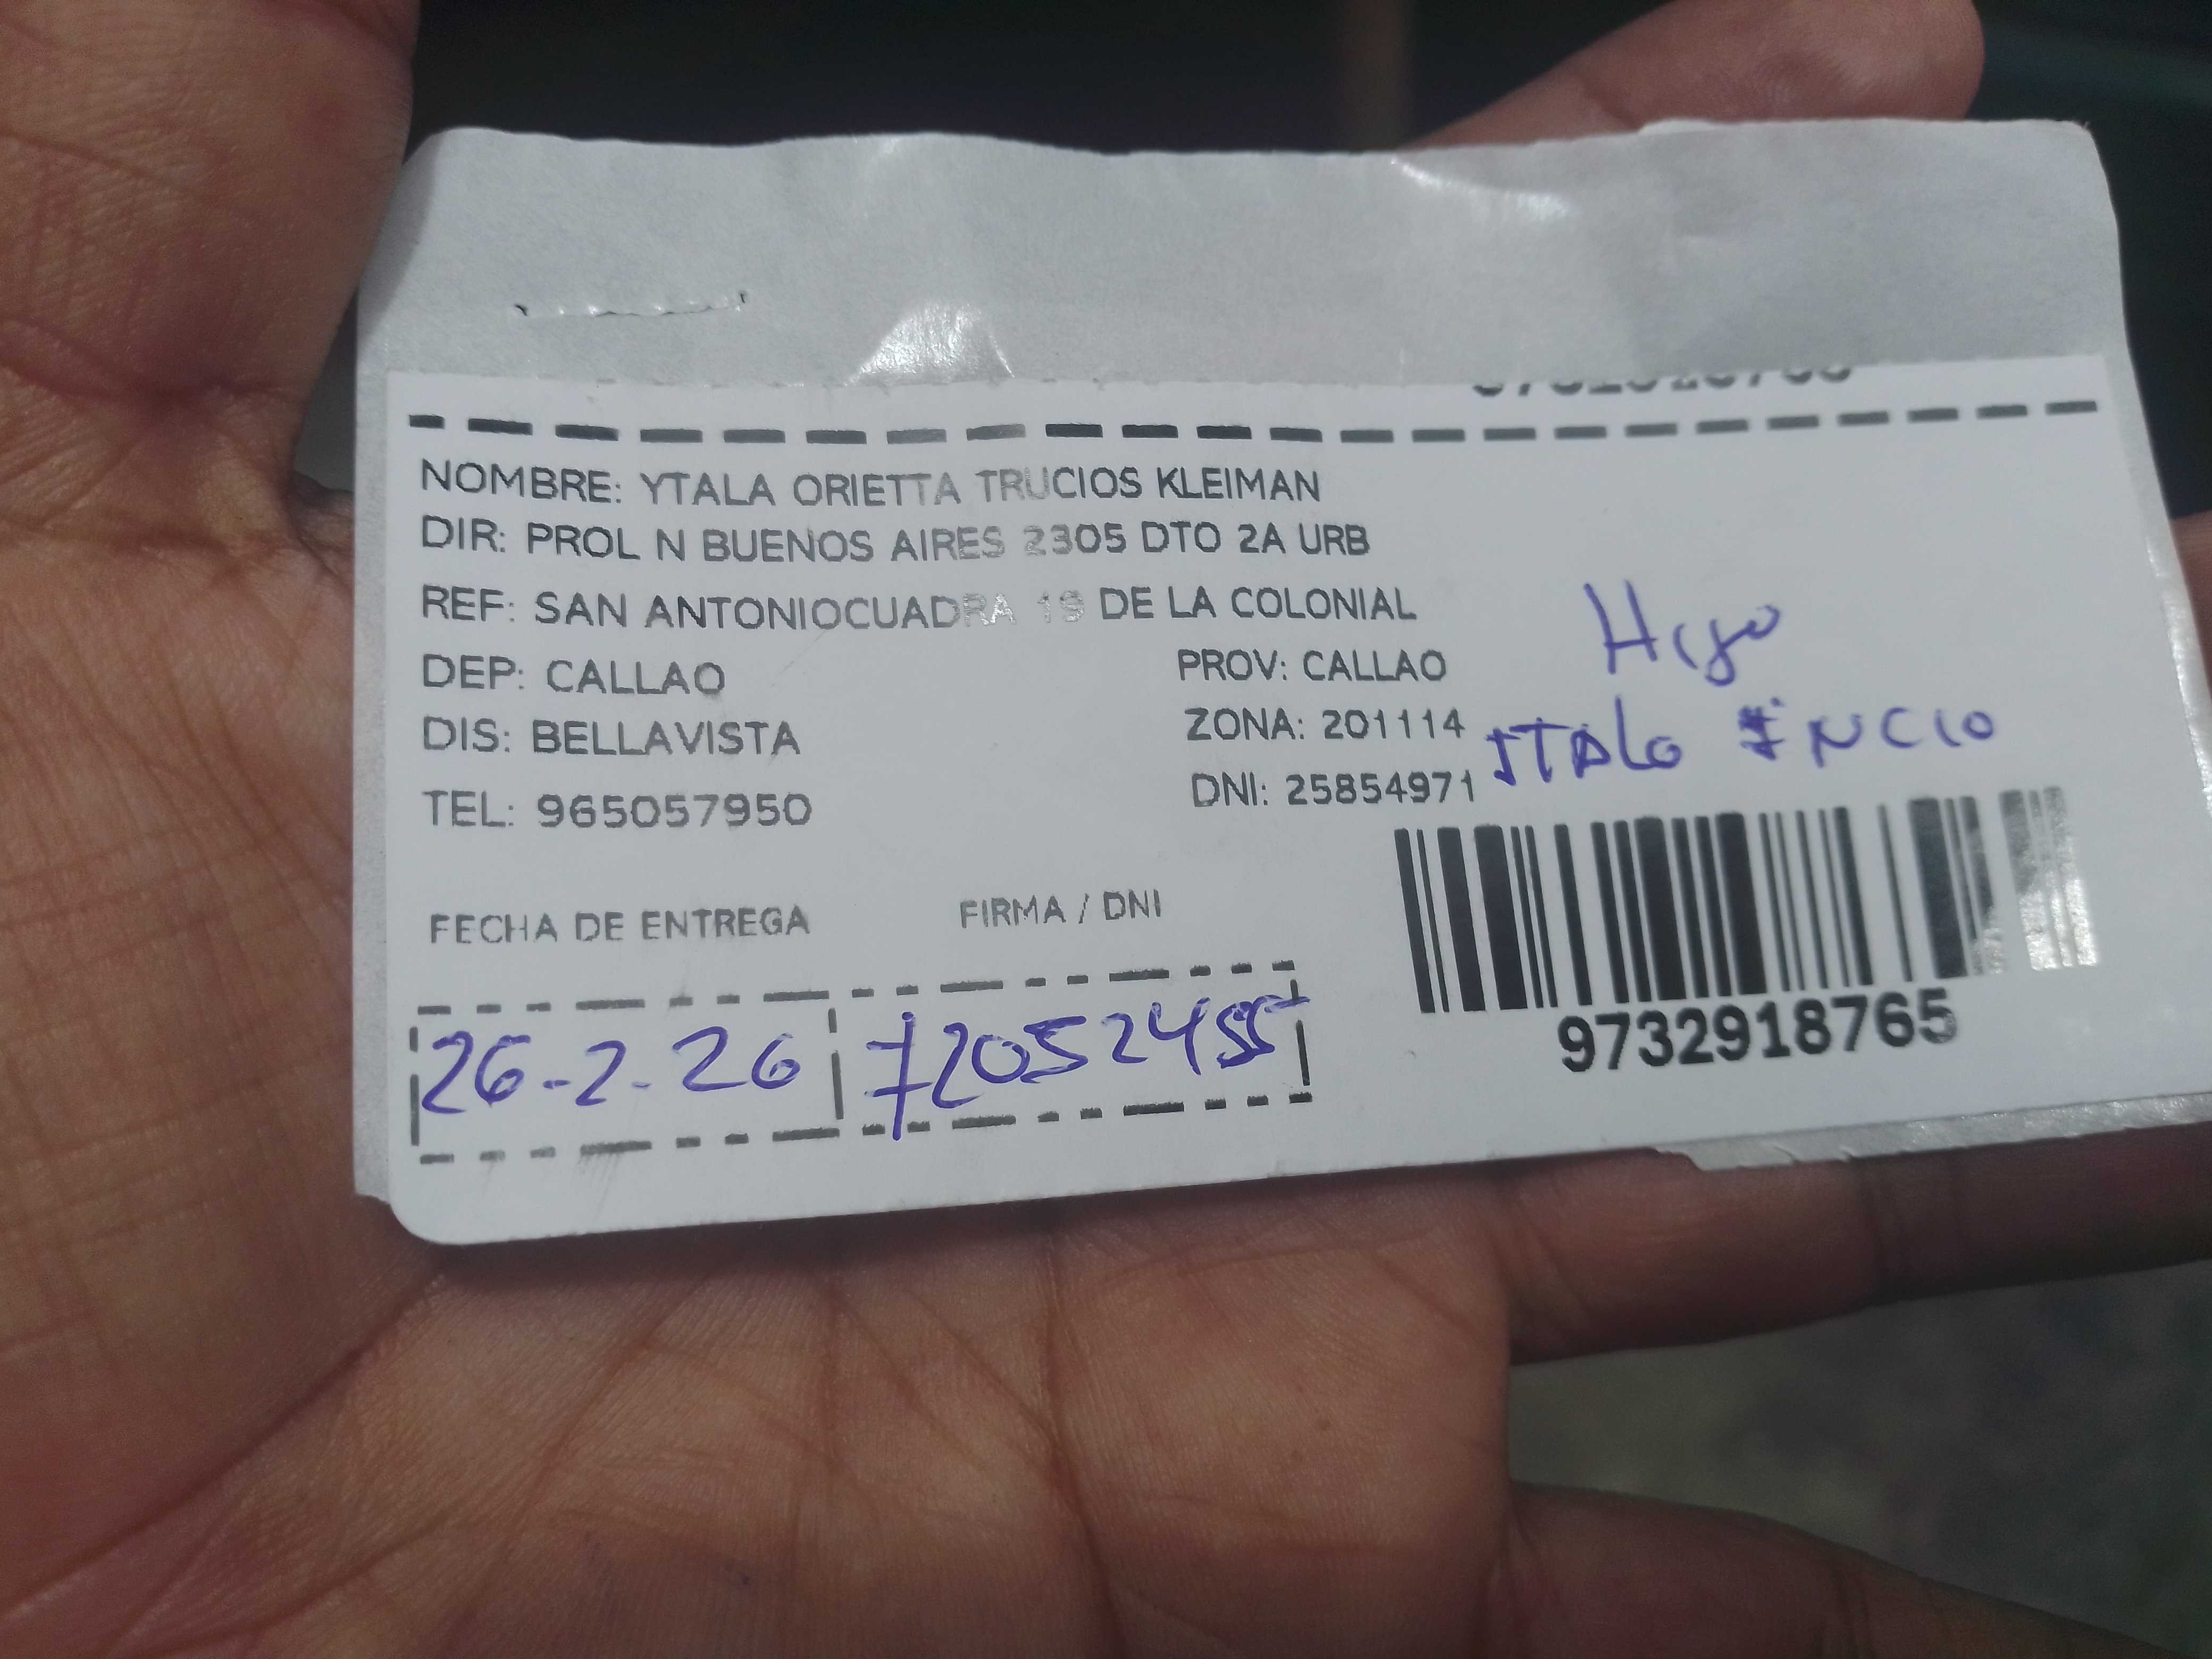 NOMBRE: YTALA ORIETTA TRUCIOS KLEIMAN
DIR: PROL N BUENOS AIRES 2305 DTO 2A URB
REF: SAN ANTONIOCUADRA 19 DE LA COLONIAL
DEP: CALLAO PROV: CALLAO
DIS: BELLAVISTA ZONA: 201114
TEL: 965057950 DNI: 25854971
Hijo
ITALO INCIO
FECHA DE ENTREGA FIRMA / DNI
26-2-26 72052455
9732918765